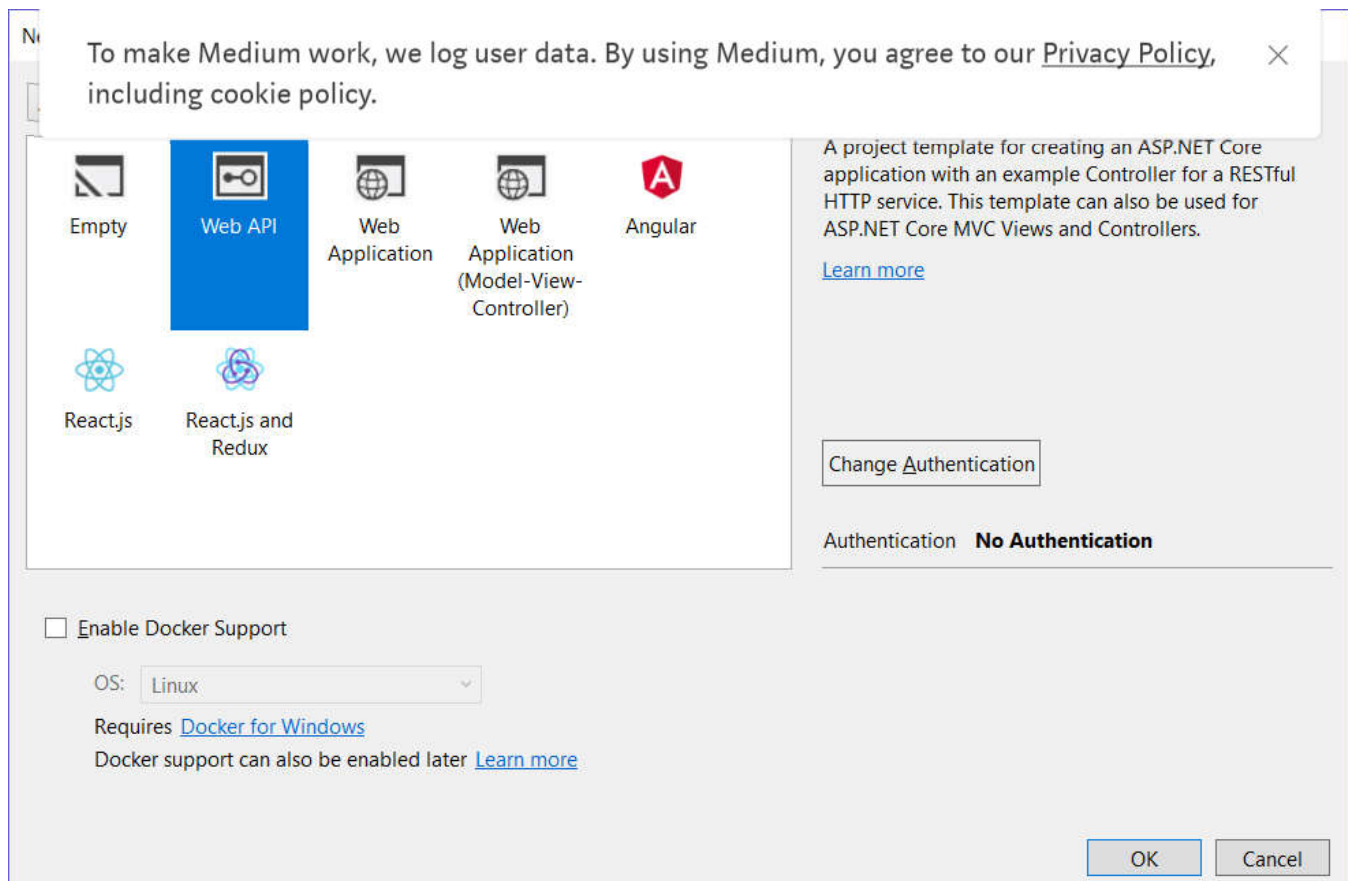 To make Medium work, we log user data. By using Medium, you agree to our Privacy Policy,
including cookie policy.
A project template for creating an ASP.NET Core
application with an example Controller for a RESTful
HTTP service. This template can also be used for
ASP.NET Core MVC Views and Controllers.
Learn more
Empty
Web API
Web
Application
Web
Application
(Model-View-
Controller)
Angular
React.js
React.js and
Redux
Change Authentication
Authentication No Authentication
Enable Docker Support
OS: Linux
Requires Docker for Windows
Docker support can also be enabled later Learn more
OK Cancel